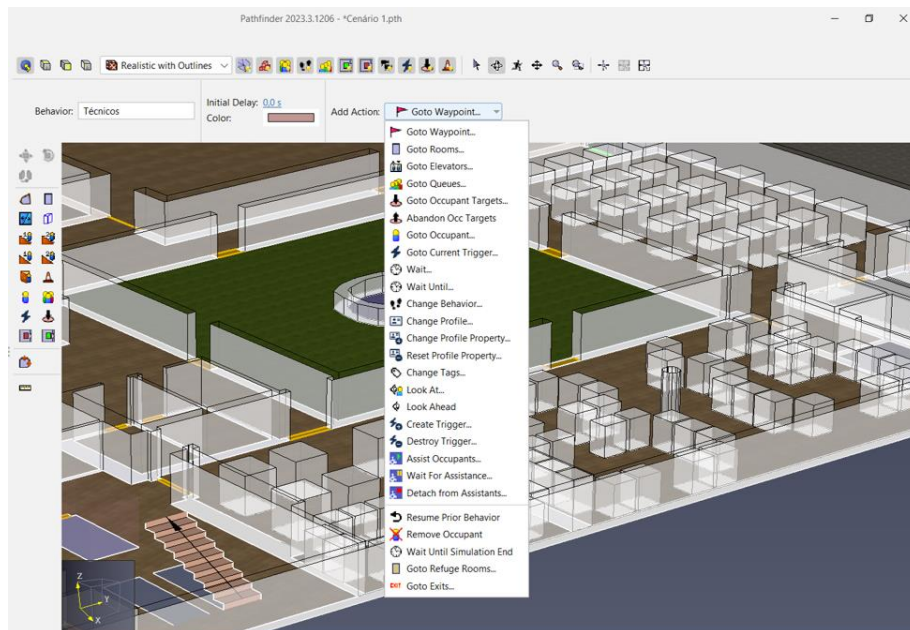 Pathfinder 2023.3.1206 - *Cenário 1.pth
Realistic with Outlines
Behavior: Técnicos
Initial Delay: 0,0 s
Color:
Add Action: Goto Waypoint...
Goto Waypoint...
Goto Rooms...
Goto Elevators...
Goto Queues...
Goto Occupant Targets...
Abandon Occ Targets
Goto Occupant...
Goto Current Trigger...
Wait...
Wait Until...
Change Behavior...
Change Profile...
Change Profile Property...
Reset Profile Property...
Change Tags...
Look At...
Look Ahead
Create Trigger...
Destroy Trigger...
Assist Occupants...
Wait For Assistance...
Detach from Assistants...
Resume Prior Behavior
Remove Occupant
Wait Until Simulation End
Goto Refuge Rooms...
EXIT Goto Exits...
Z
Y
X